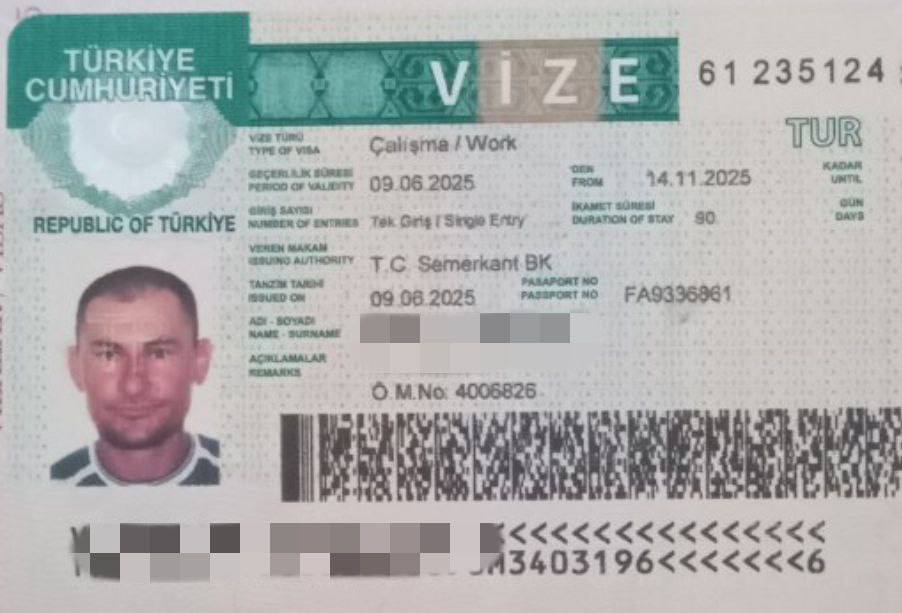 TÜRKİYE
CUMHURİYETİ
REPUBLIC OF TÜRKİYE
VİZE
61 235124
TUR
VİZE TÜRÜ
TYPE OF VISA
Çalışma / Work
GEÇERLİLİK SÜRESİ
PERIOD OF VALIDITY
09.06.2025
DEN
FROM
14.11.2025
KADAR
UNTIL
GİRİŞ SAYISI
NUMBER OF ENTRIES
Tek Giriş / Single Entry
İKAMET SÜRESİ
DURATION OF STAY
90
GÜN
DAYS
VEREN MAKAM
ISSUING AUTHORITY
T.C. Semerkant BK
TANZİM TARİHİ
ISSUED ON
09.06.2025
PASAPORT NO
PASSPORT NO
FA9336961
ADI - SOYADI
NAME - SURNAME
AÇIKLAMALAR
REMARKS
Ö.M.No: 4006826
<<<<<<<<<<<<<<<<
M3403196<<<<<<<6